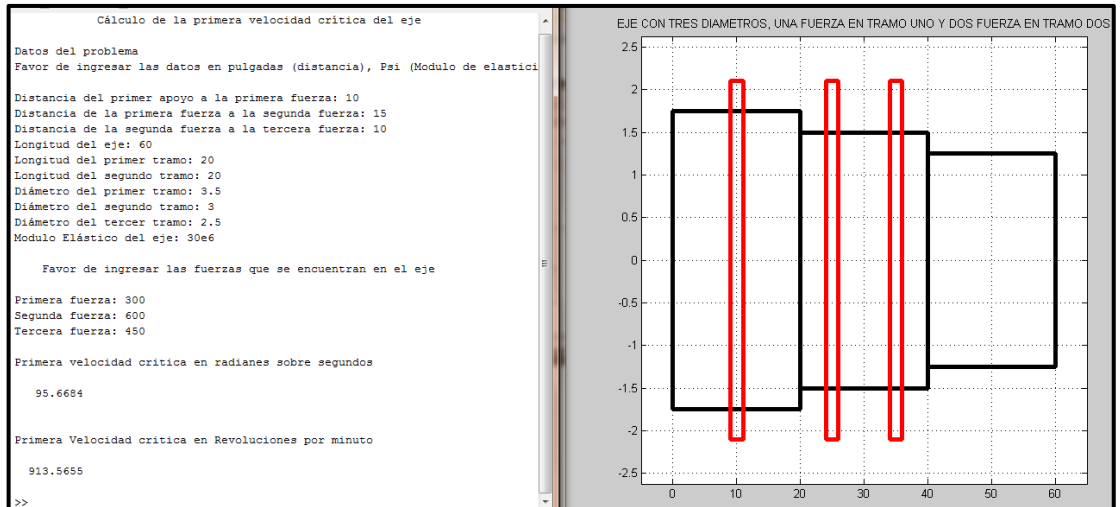 Cálculo de la primera velocidad crítica del eje
Datos del problema
Favor de ingresar las datos en pulgadas (distancia), Psi (Modulo de elastici
Distancia del primer apoyo a la primera fuerza: 10
Distancia de la primera fuerza a la segunda fuerza: 15
Distancia de la segunda fuerza a la tercera fuerza: 10
Longitud del eje: 60
Longitud del primer tramo: 20
Longitud del segundo tramo: 20
Diámetro del primer tramo: 3.5
Diámetro del segundo tramo: 3
Diámetro del tercer tramo: 2.5
Modulo Elástico del eje: 30e6
Favor de ingresar las fuerzas que se encuentran en el eje
Primera fuerza: 300
Segunda fuerza: 600
Tercera fuerza: 450
Primera velocidad critica en radianes sobre segundos
95.6684
Primera Velocidad critica en Revoluciones por minuto
913.5655
>>
EJE CON TRES DIAMETROS, UNA FUERZA EN TRAMO UNO Y DOS FUERZA EN TRAMO DOS
2.5
2
1.5
1
0.5
0
-0.5
-1
-1.5
-2
-2.5
0 10 20 30 40 50 60